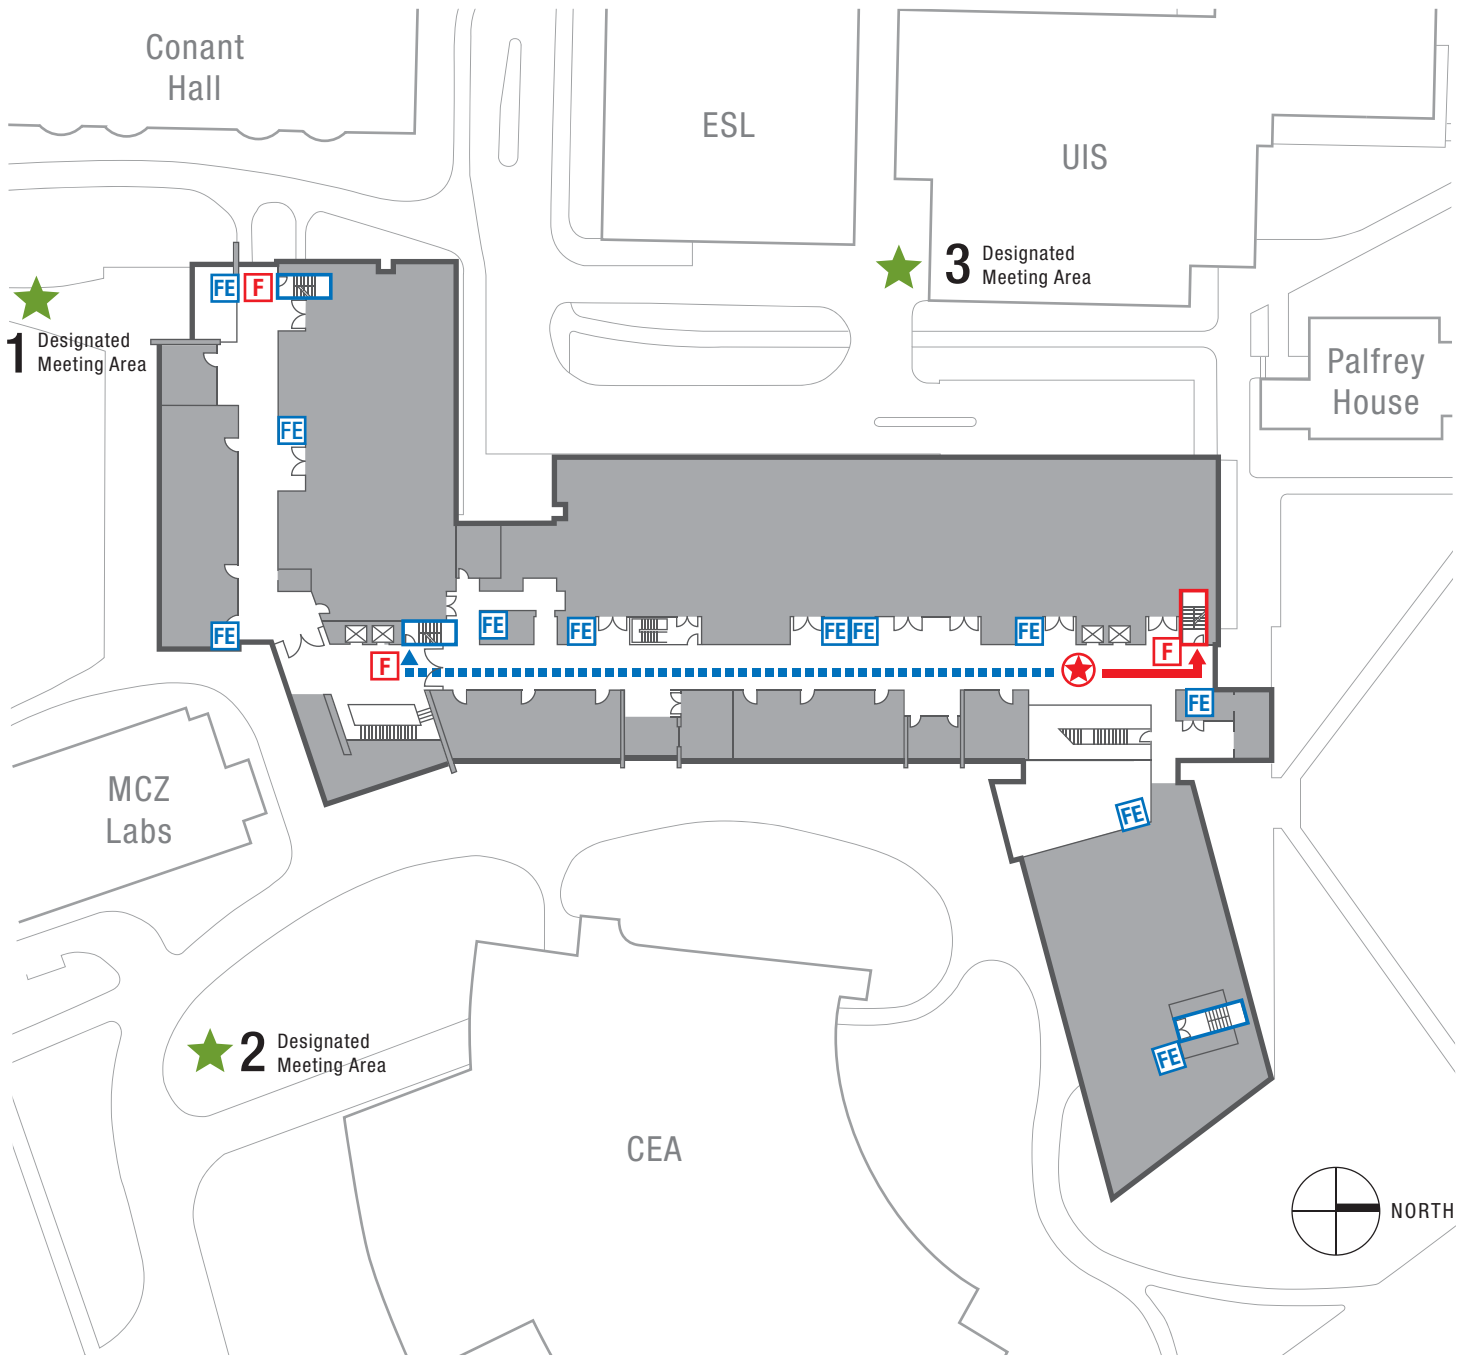 Conant
Hall
ESL
UIS
3 Designated
Meeting Area
FE
F
1 Designated
Meeting Area
Palfrey
House
FE
FE
F
FE
FE
FE
FE
FE
F
FE
MCZ
Labs
FE
2 Designated
Meeting Area
FE
CEA
NORTH